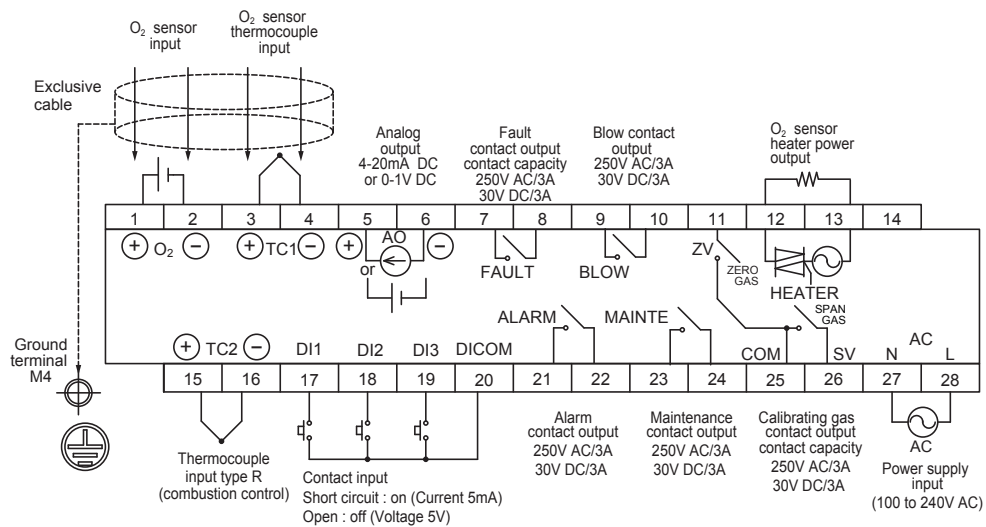 O₂ sensor
input
O₂ sensor
thermocouple
input
Exclusive
cable
Analog
output
4-20mA DC
or 0-1V DC
Fault
contact output
contact capacity
250V AC/3A
30V DC/3A
Blow contact
output
250V AC/3A
30V DC/3A
O₂ sensor
heater power
output
1 2 3 4 5 6 7 8 9 10 11 12 13 14
+ O₂ − + TC1 − + AO −
or
FAULT
BLOW
ZV
ZERO
GAS
HEATER
SPAN
GAS
ALARM
MAINTE
+ TC2 − DI1 DI2 DI3 DICOM
COM SV N AC L
15 16 17 18 19 20 21 22 23 24 25 26 27 28
Ground
terminal
M4
Thermocouple
input type R
(combustion control)
Contact input
Short circuit : on (Current 5mA)
Open : off (Voltage 5V)
Alarm
contact output
250V AC/3A
30V DC/3A
Maintenance
contact output
250V AC/3A
30V DC/3A
Calibrating gas
contact output
contact capacity
250V AC/3A
30V DC/3A
AC
Power supply
input
(100 to 240V AC)